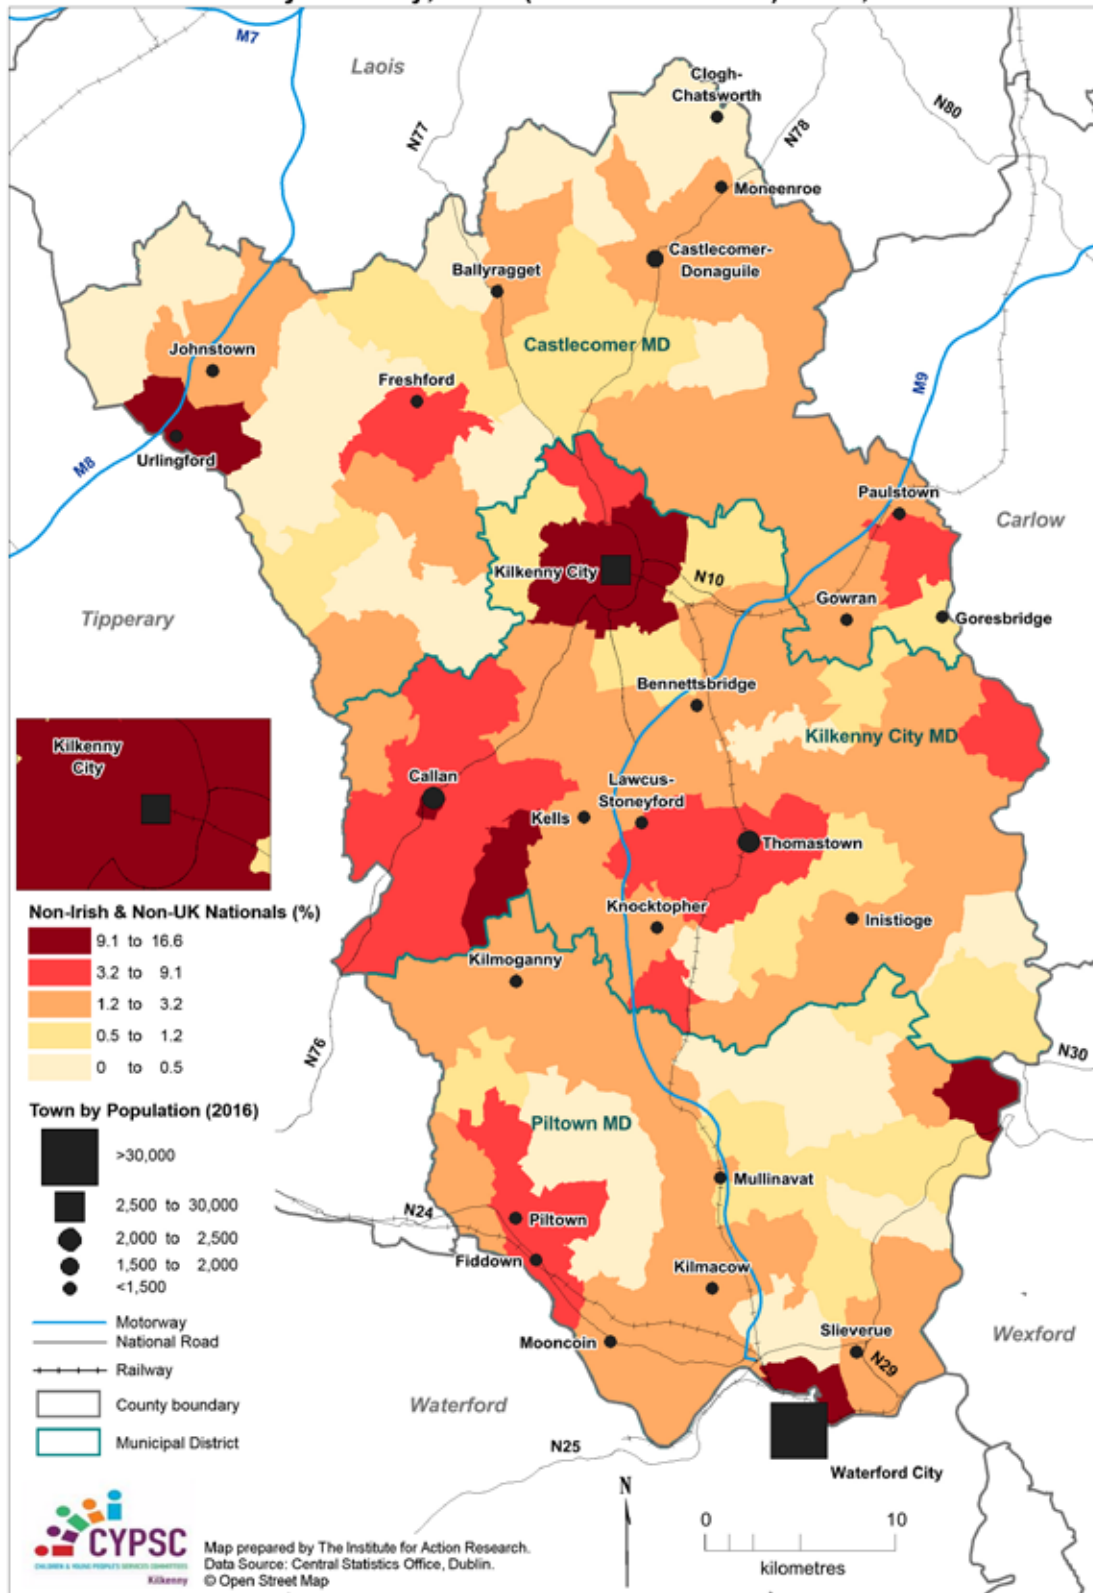 M7
Laois
Clogh-
Chatsworth
N80
N77
N78
Moneenroe
Castlecomer-
Donaguile
Ballyragget
Castlecomer MD
Johnstown
Freshford
M9
Urlingford
M8
Paulstown
Carlow
Kilkenny City
N10
Gowran
Goresbridge
Tipperary
Bennettsbridge
Kilkenny City MD
Kilkenny
City
Callan
Lawcus-
Stoneyford
Kells
Thomastown
Knocktopher
Inistioge
Kilmoganny
Non-Irish & Non-UK Nationals (%)
9.1 to 16.6
3.2 to 9.1
1.2 to 3.2
0.5 to 1.2
0 to 0.5
N76
N30
Town by Population (2016)
>30,000
2,500 to 30,000
2,000 to 2,500
1,500 to 2,000
<1,500
Piltown MD
Mullinavat
N24
Piltown
Fiddown
Kilmacow
Mooncoin
Slieverue
N29
Wexford
Motorway
National Road
Railway
County boundary
Municipal District
Waterford
N25
Waterford City
N
0 10
kilometres
CYPSC
CHILDREN & YOUNG PEOPLE'S SERVICES COMMITTEES
Kilkenny
Map prepared by The Institute for Action Research.
Data Source: Central Statistics Office, Dublin.
© Open Street Map